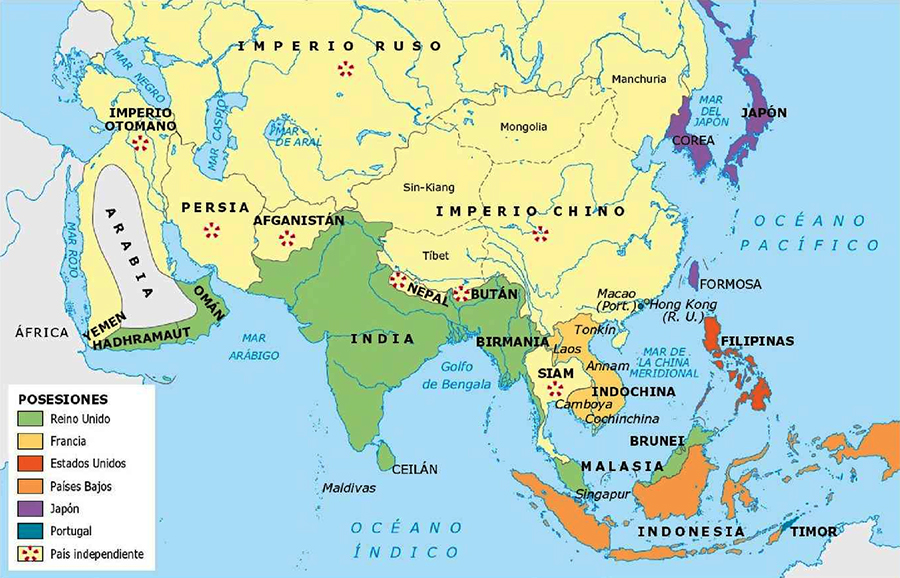 IMPERIO RUSO
MAR NEGRO
Manchuria
MAR CASPIO
MAR DE ARAL
IMPERIO
OTOMANO
Mongolia
MAR
DEL
JAPÓN
JAPÓN
COREA
Sin-Kiang
PERSIA
AFGANISTÁN
IMPERIO CHINO
OCÉANO
PACÍFICO
ARABIA
MAR ROJO
Tíbet
NEPAL
BUTÁN
FORMOSA
OMÁN
Macao
(Port.)
Hong Kong
(R. U.)
YEMEN
HADHRAMAUT
ÁFRICA
MAR
ARÁBIGO
INDIA
BIRMANIA
Tonkín
Laos
FILIPINAS
Golfo
de Bengala
Annam
MAR DE
LA CHINA
MERIDIONAL
SIAM
INDOCHINA
Camboya
Cochinchina
BRUNEI
CEILÁN
MALASIA
Maldivas
Singapur
OCÉANO
ÍNDICO
INDONESIA
TIMOR
POSESIONES
Reino Unido
Francia
Estados Unidos
Países Bajos
Japón
Portugal
País independiente